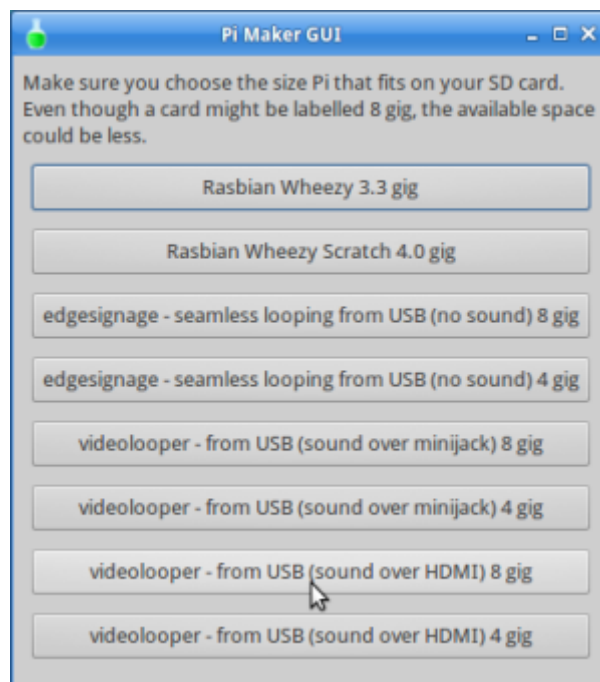 Pi Maker GUI
Make sure you choose the size Pi that fits on your SD card.
Even though a card might be labelled 8 gig, the available space
could be less.
Rasbian Wheezy 3.3 gig
Rasbian Wheezy Scratch 4.0 gig
edgesignage - seamless looping from USB (no sound) 8 gig
edgesignage - seamless looping from USB (no sound) 4 gig
videolooper - from USB (sound over minijack) 8 gig
videolooper - from USB (sound over minijack) 4 gig
videolooper - from USB (sound over HDMI) 8 gig
videolooper - from USB (sound over HDMI) 4 gig